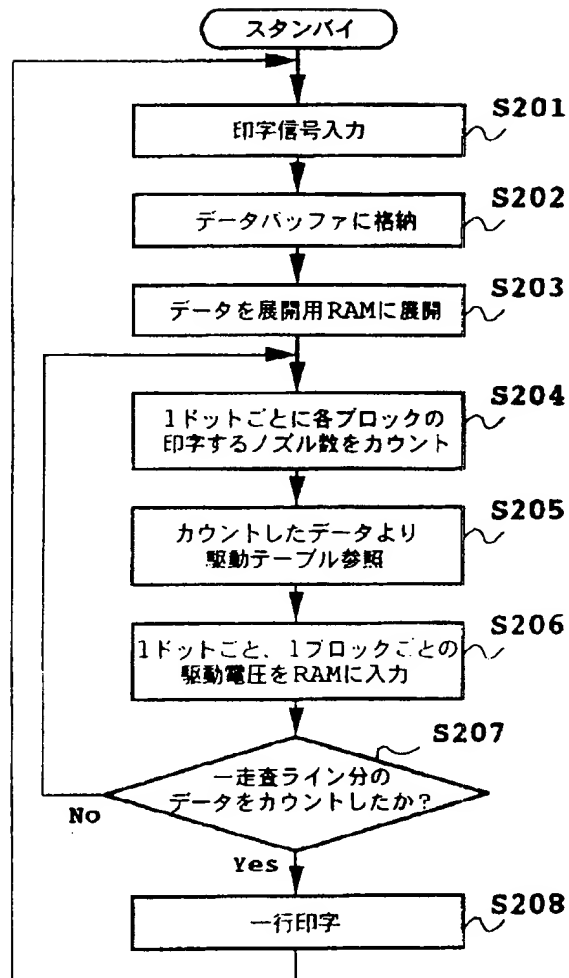 スタンバイ
S201
印字信号入力
S202
データバッファに格納
S203
データを展開用RAMに展開
S204
1ドットごとに各ブロックの
印字するノズル数をカウント
S205
カウントしたデータより
駆動テーブル参照
S206
1ドットごと、1ブロックごとの
駆動電圧をRAMに入力
S207
一走査ライン分の
データをカウントしたか?
No
Yes
S208
一行印字